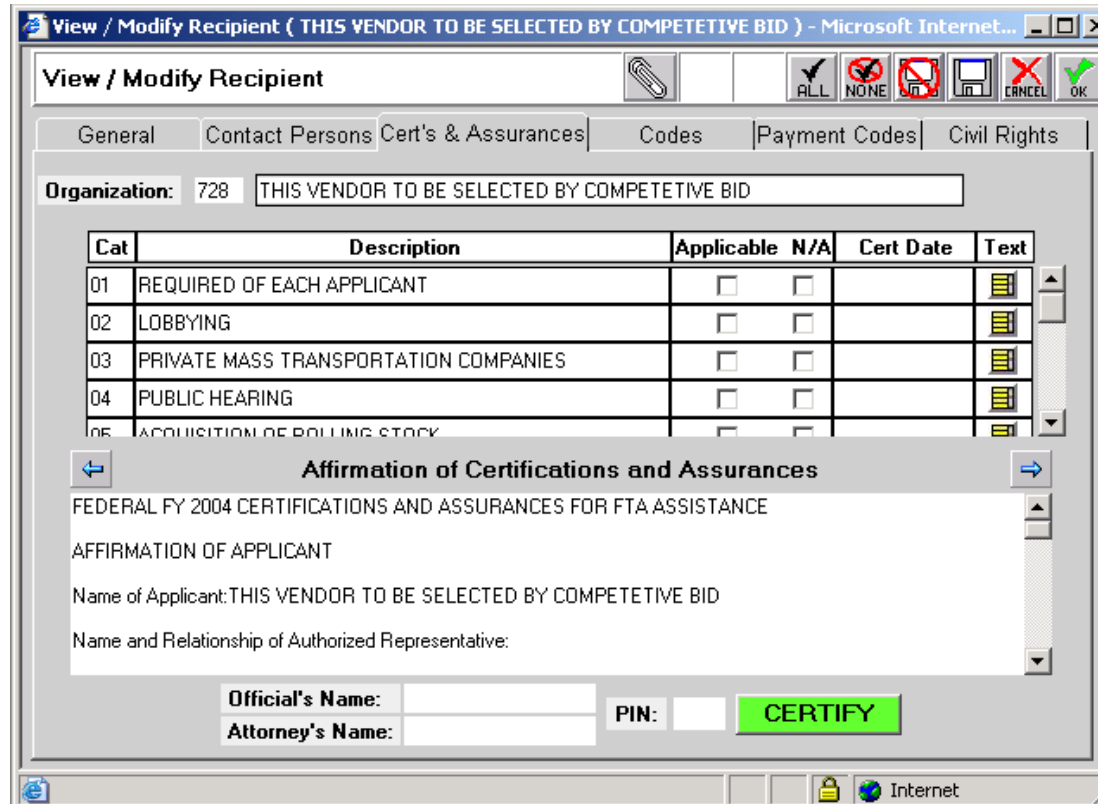 View / Modify Recipient ( THIS VENDOR TO BE SELECTED BY COMPETETIVE BID ) - Microsoft Internet...
View / Modify Recipient
ALL NONE CANCEL OK
General Contact Persons Cert's & Assurances Codes Payment Codes Civil Rights
Organization: 728 THIS VENDOR TO BE SELECTED BY COMPETETIVE BID
Cat Description Applicable N/A Cert Date Text
01 REQUIRED OF EACH APPLICANT
02 LOBBYING
03 PRIVATE MASS TRANSPORTATION COMPANIES
04 PUBLIC HEARING
05 ACQUISITION OF ROLLING STOCK
Affirmation of Certifications and Assurances
FEDERAL FY 2004 CERTIFICATIONS AND ASSURANCES FOR FTA ASSISTANCE
AFFIRMATION OF APPLICANT
Name of Applicant:THIS VENDOR TO BE SELECTED BY COMPETETIVE BID
Name and Relationship of Authorized Representative:
Official's Name:
PIN: CERTIFY
Attorney's Name:
Internet